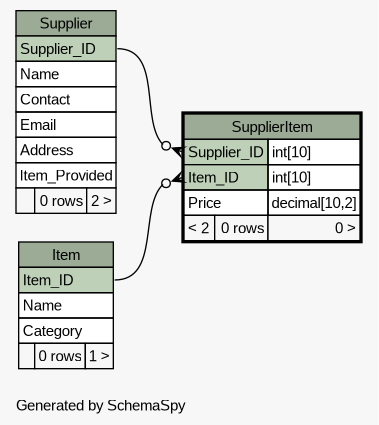 Supplier
Supplier_ID
Name
Contact
Email
Address
Item_Provided
0 rows 2 >
SupplierItem
Supplier_ID int[10]
Item_ID int[10]
Price decimal[10,2]
< 2 0 rows 0 >
Item
Item_ID
Name
Category
0 rows 1 >
Generated by SchemaSpy